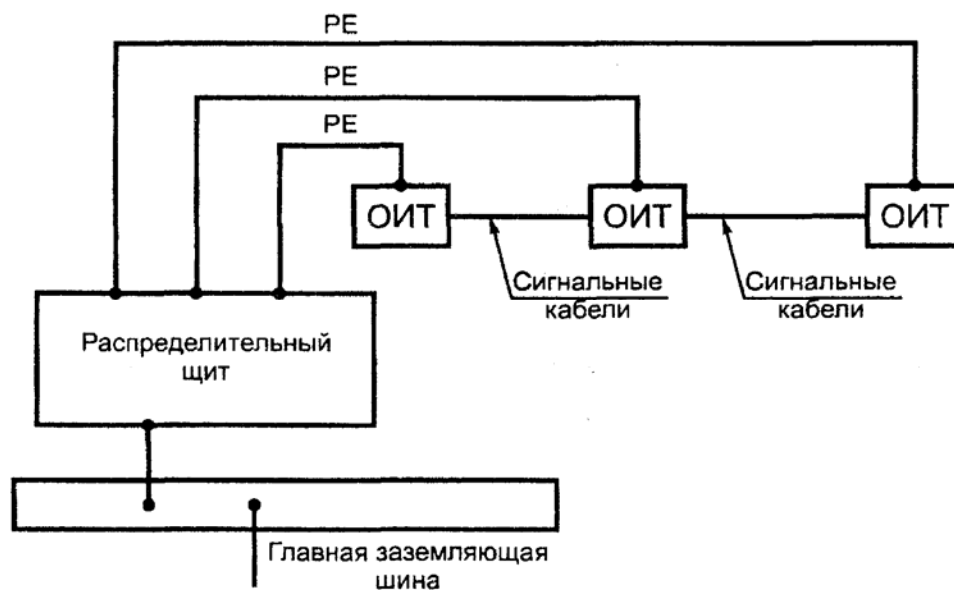 PE
PE
PE
ОИТ
ОИТ
ОИТ
Сигнальные
кабели
Сигнальные
кабели
Распределительный
щит
Главная заземляющая
шина